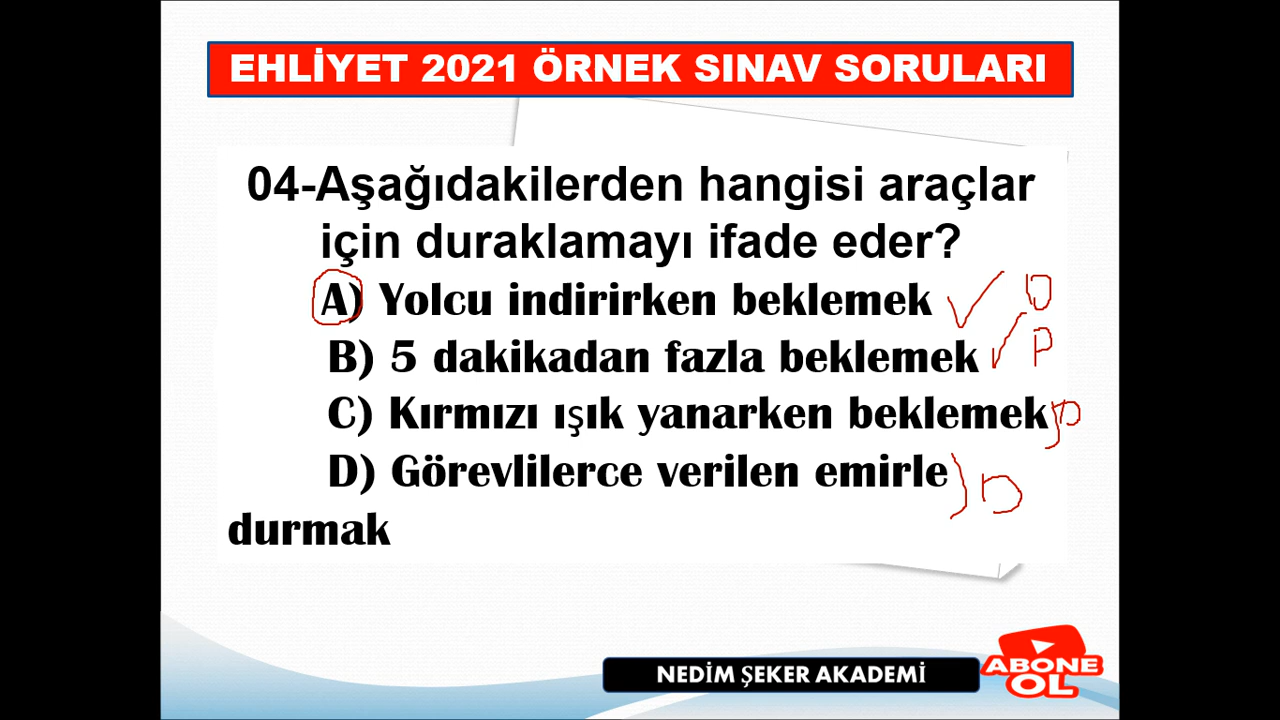 EHLİYET 2021 ÖRNEK SINAV SORULARI
04-Aşağıdakilerden hangisi araçlar
için duraklamayı ifade eder?
A) Yolcu indirirken beklemek D
B) 5 dakikadan fazla beklemek P
C) Kırmızı ışık yanarken beklemek D
D) Görevlilerce verilen emirle D
durmak
NEDİM ŞEKER AKADEMİ
ABONE
OL